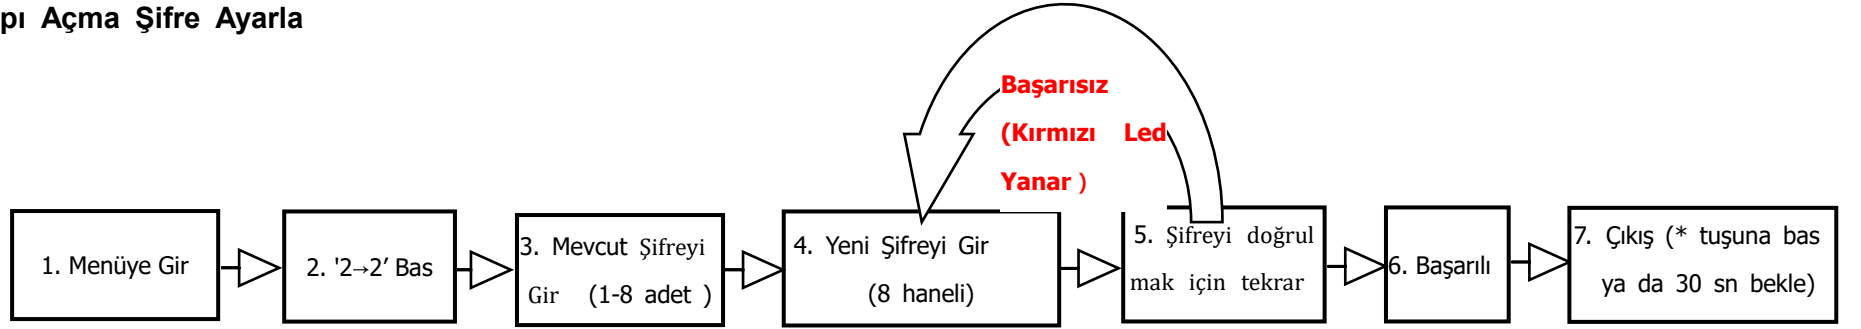 pı Açma Şifre Ayarla
Başarısız
(Kırmızı Led
Yanar )
1. Menüye Gir
2. '2→2’ Bas
3. Mevcut Şifreyi
Gir (1-8 adet )
4. Yeni Şifreyi Gir
(8 haneli)
5. Şifreyi doğrul
mak için tekrar
6. Başarılı
7. Çıkış (* tuşuna bas
ya da 30 sn bekle)